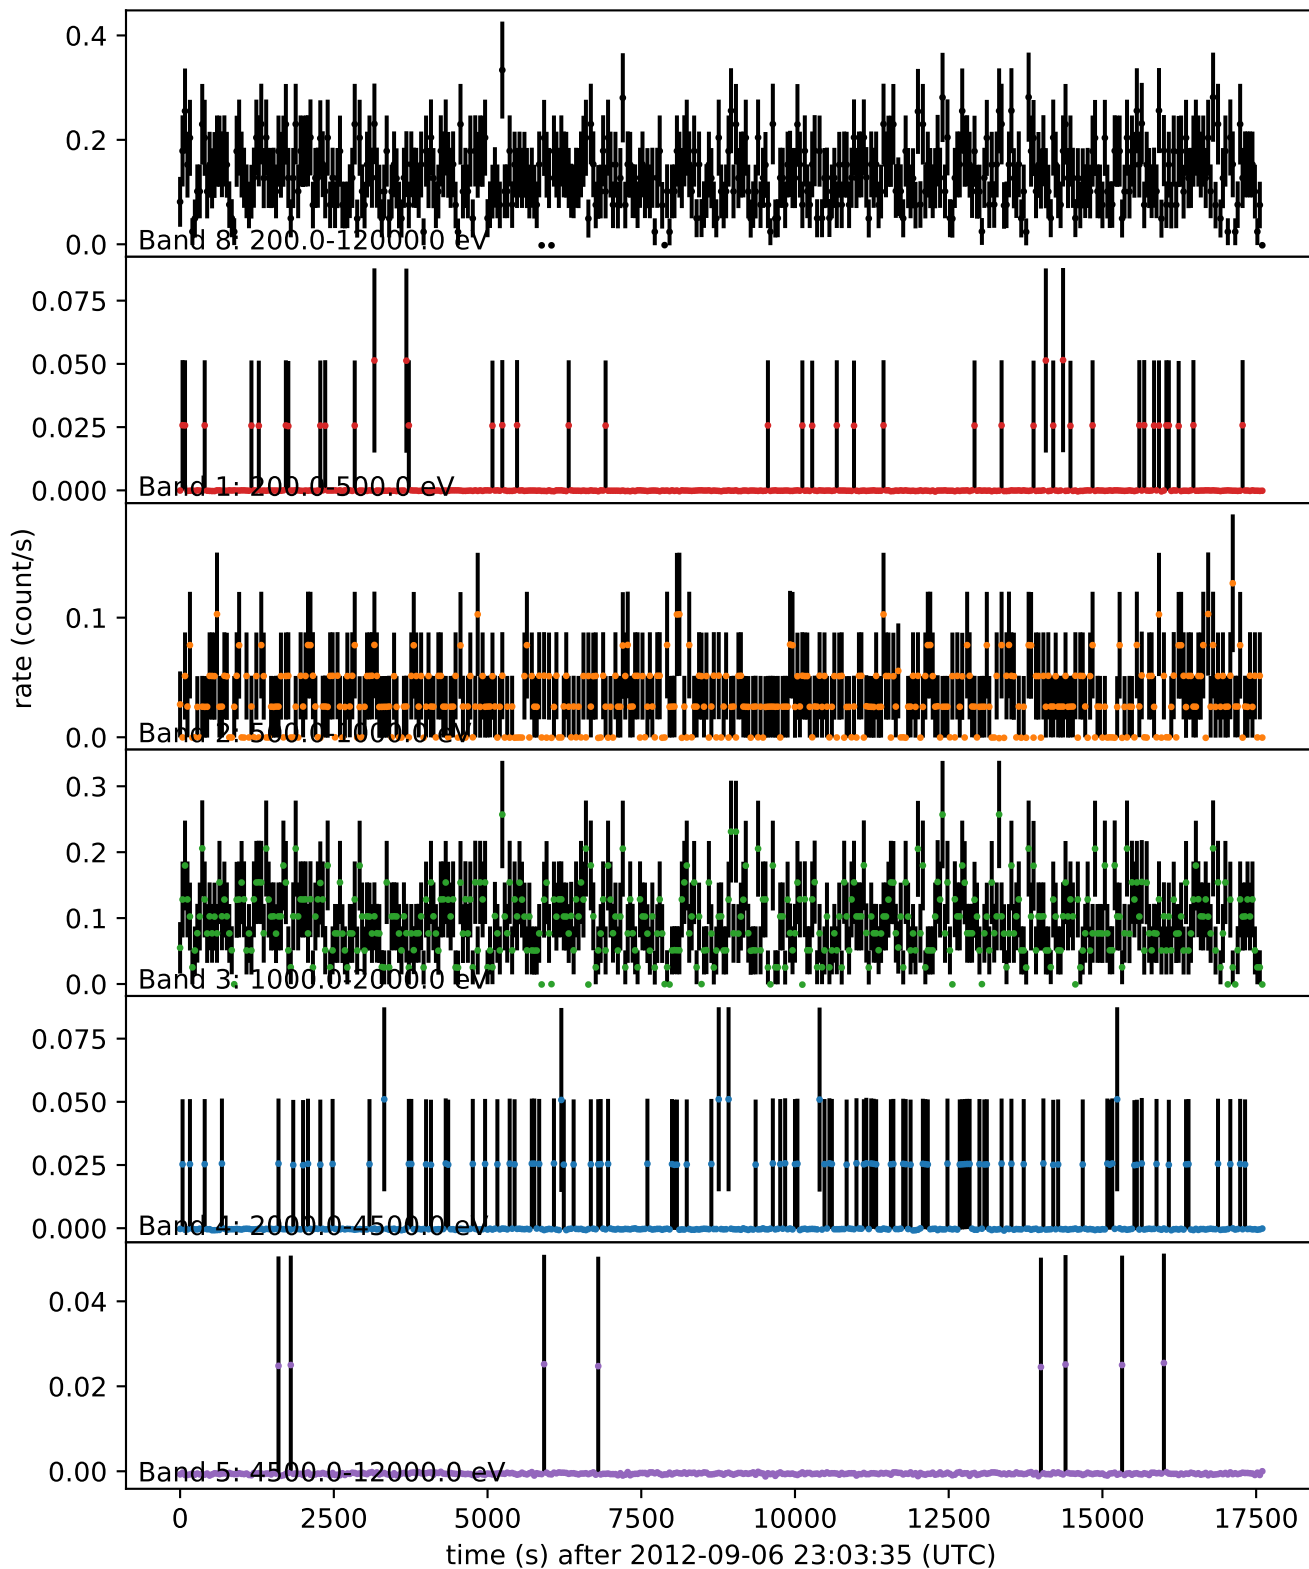 0.4
0.2
0.0
Band 8: 200.0-12000.0 eV
0.075
0.050
0.025
0.000
Band 1: 200.0-500.0 eV
rate (count/s)
0.1
0.0
Band 2: 500.0-1000.0 eV
0.3
0.2
0.1
0.0
Band 3: 1000.0-2000.0 eV
0.075
0.050
0.025
0.000
Band 4: 2000.0-4500.0 eV
0.04
0.02
0.00
Band 5: 4500.0-12000.0 eV
0 2500 5000 7500 10000 12500 15000 17500
time (s) after 2012-09-06 23:03:35 (UTC)